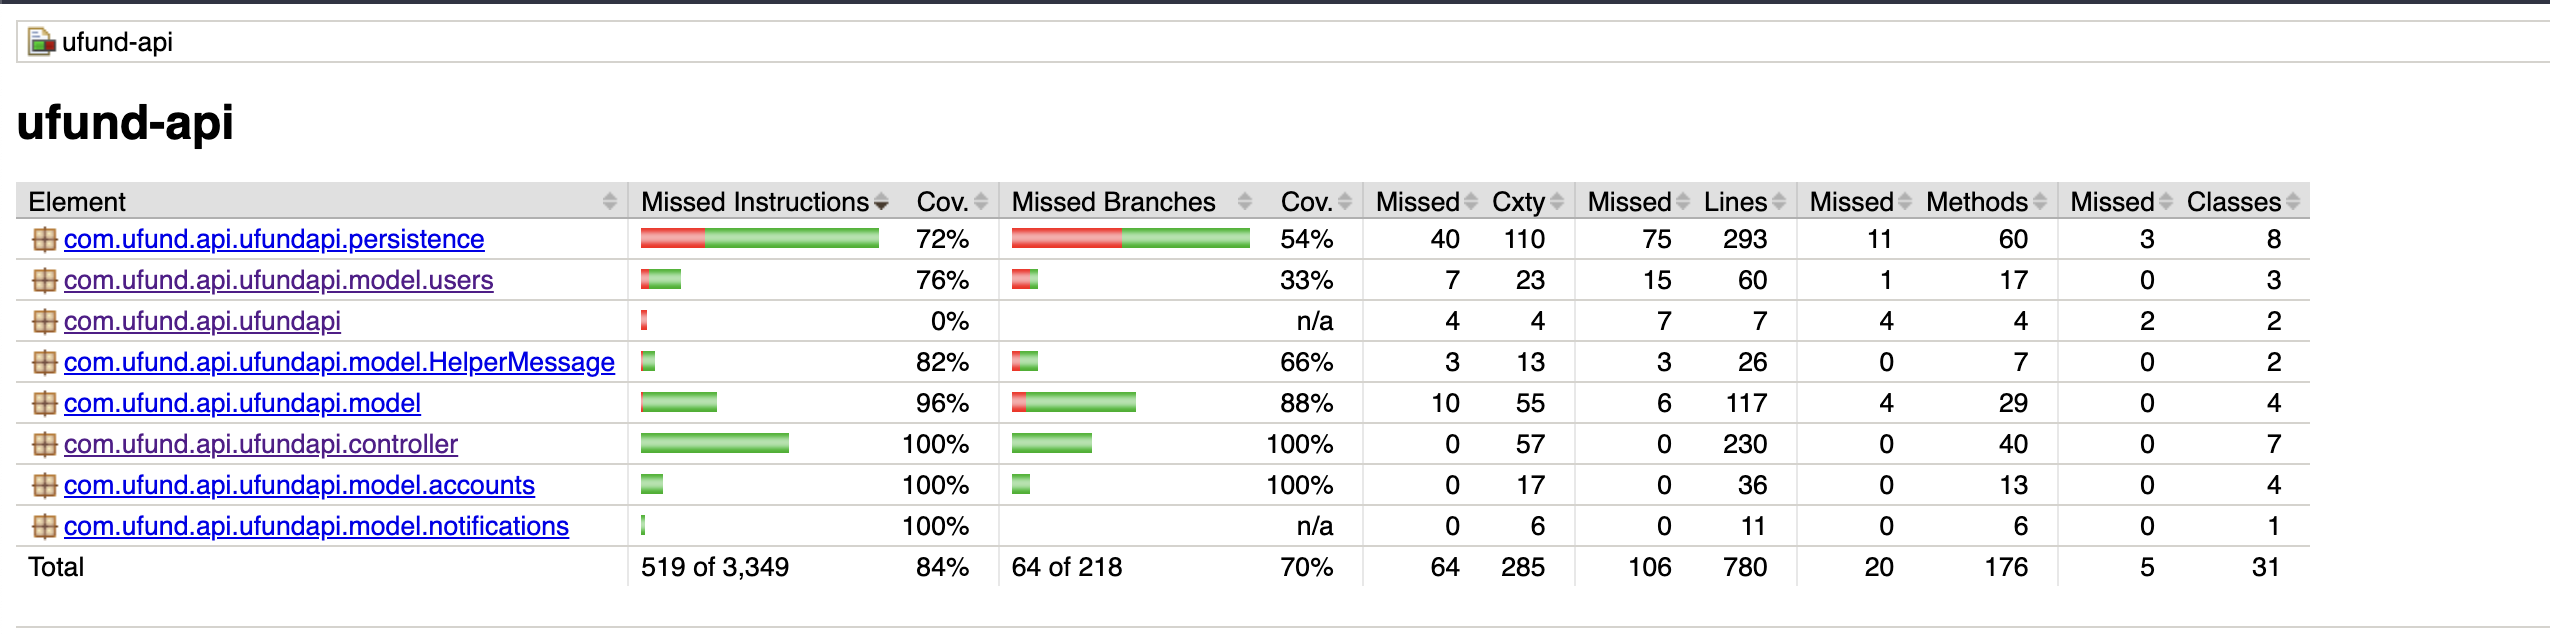 ufund-api
ufund-api
Element Missed Instructions Cov. Missed Branches Cov. Missed Cxty Missed Lines Missed Methods Missed Classes
com.ufund.api.ufundapi.persistence 72% 54% 40 110 75 293 11 60 3 8
com.ufund.api.ufundapi.model.users 76% 33% 7 23 15 60 1 17 0 3
com.ufund.api.ufundapi 0% n/a 4 4 7 7 4 4 2 2
com.ufund.api.ufundapi.model.HelperMessage 82% 66% 3 13 3 26 0 7 0 2
com.ufund.api.ufundapi.model 96% 88% 10 55 6 117 4 29 0 4
com.ufund.api.ufundapi.controller 100% 100% 0 57 0 230 0 40 0 7
com.ufund.api.ufundapi.model.accounts 100% 100% 0 17 0 36 0 13 0 4
com.ufund.api.ufundapi.model.notifications 100% n/a 0 6 0 11 0 6 0 1
Total 519 of 3,349 84% 64 of 218 70% 64 285 106 780 20 176 5 31